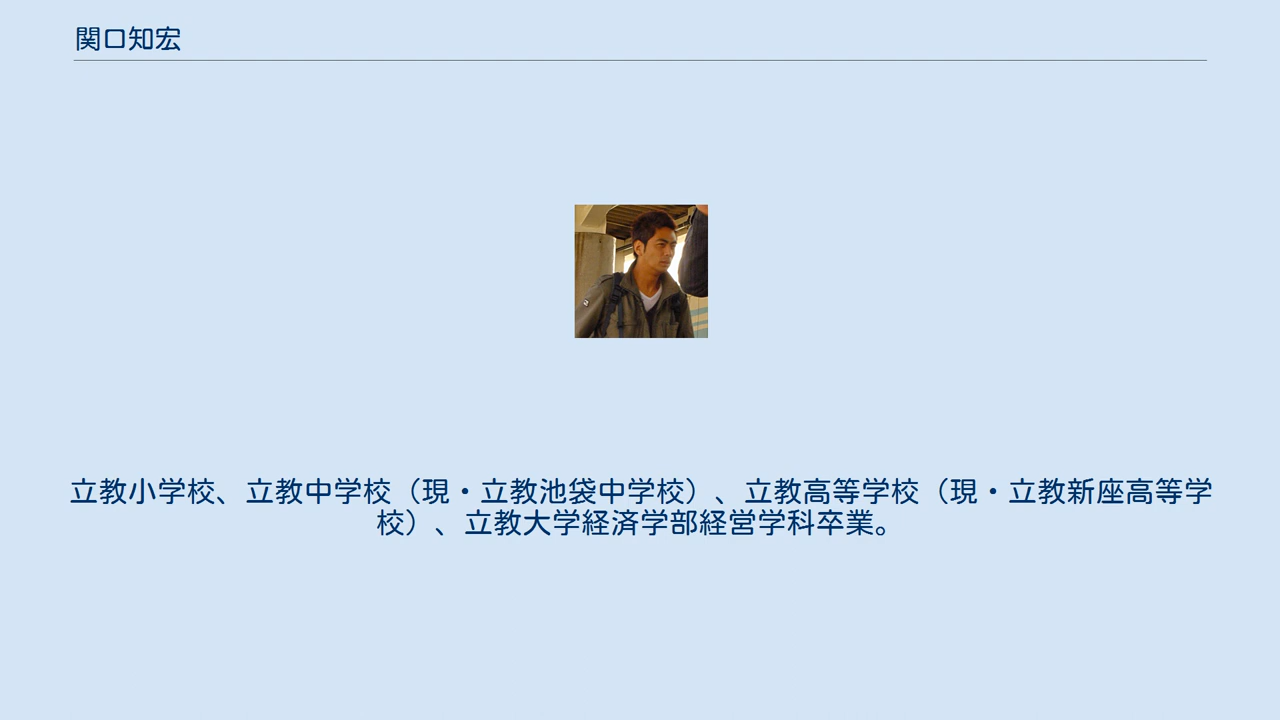 関口知宏
立教小学校、立教中学校（現・立教池袋中学校）、立教高等学校（現・立教新座高等学
校）、立教大学経済学部経営学科卒業。